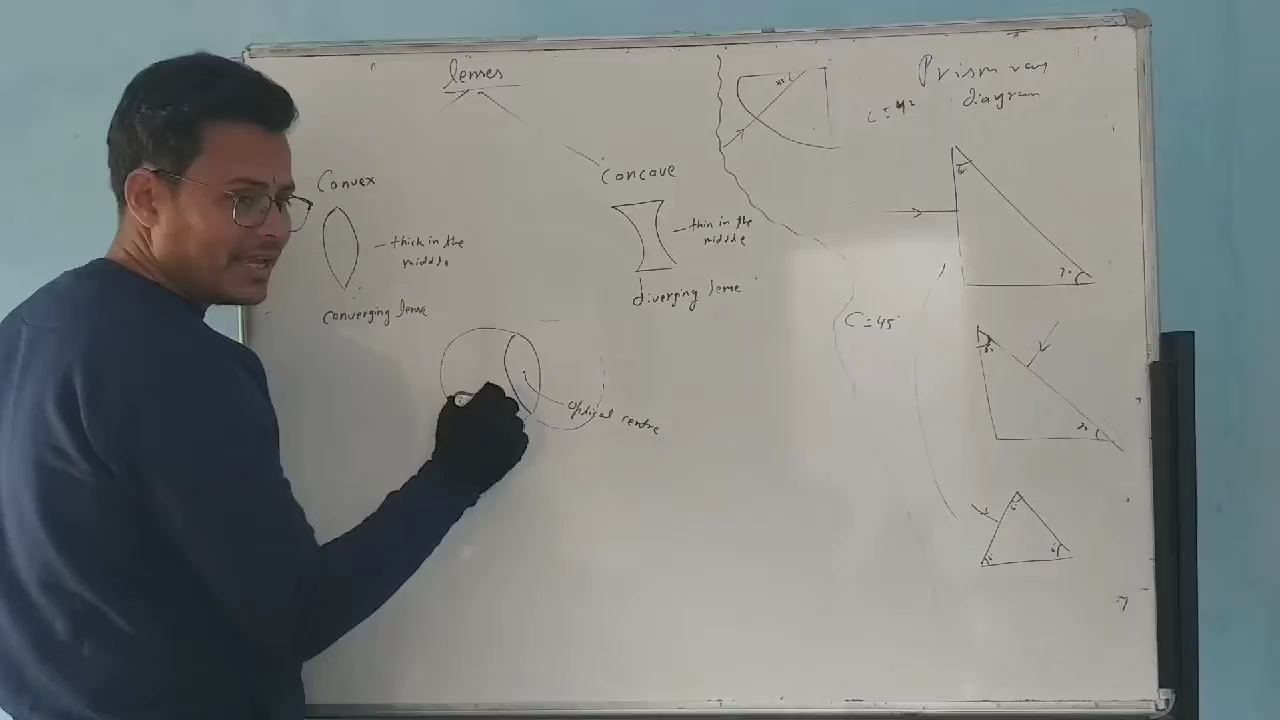 lenses
Convex
thick in the
middle
converging lense
Concave
thin in the
middle
diverging lense
optical centre
Prism ray
diagram
C = 42
C = 45°